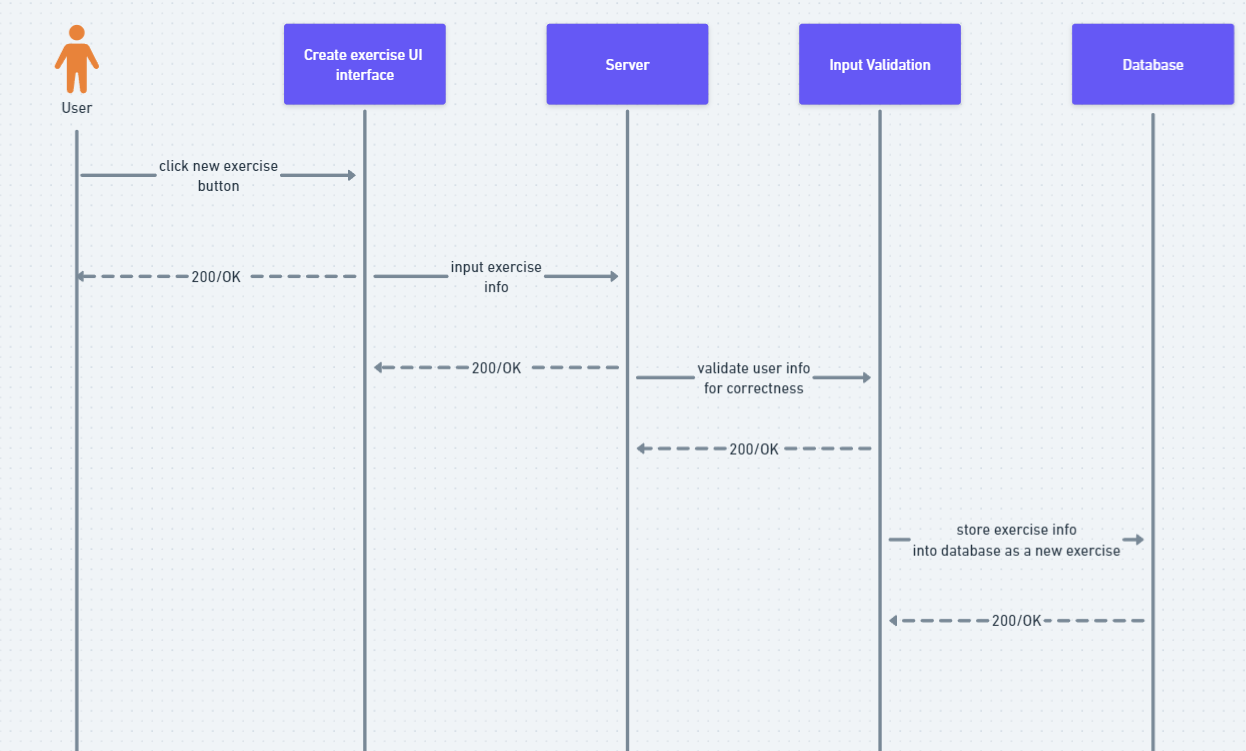 User
Create exercise UI
interface
Server
Input Validation
Database
click new exercise
button
200/OK
input exercise
info
200/OK
validate user info
for correctness
200/OK
store exercise info
into database as a new exercise
200/OK